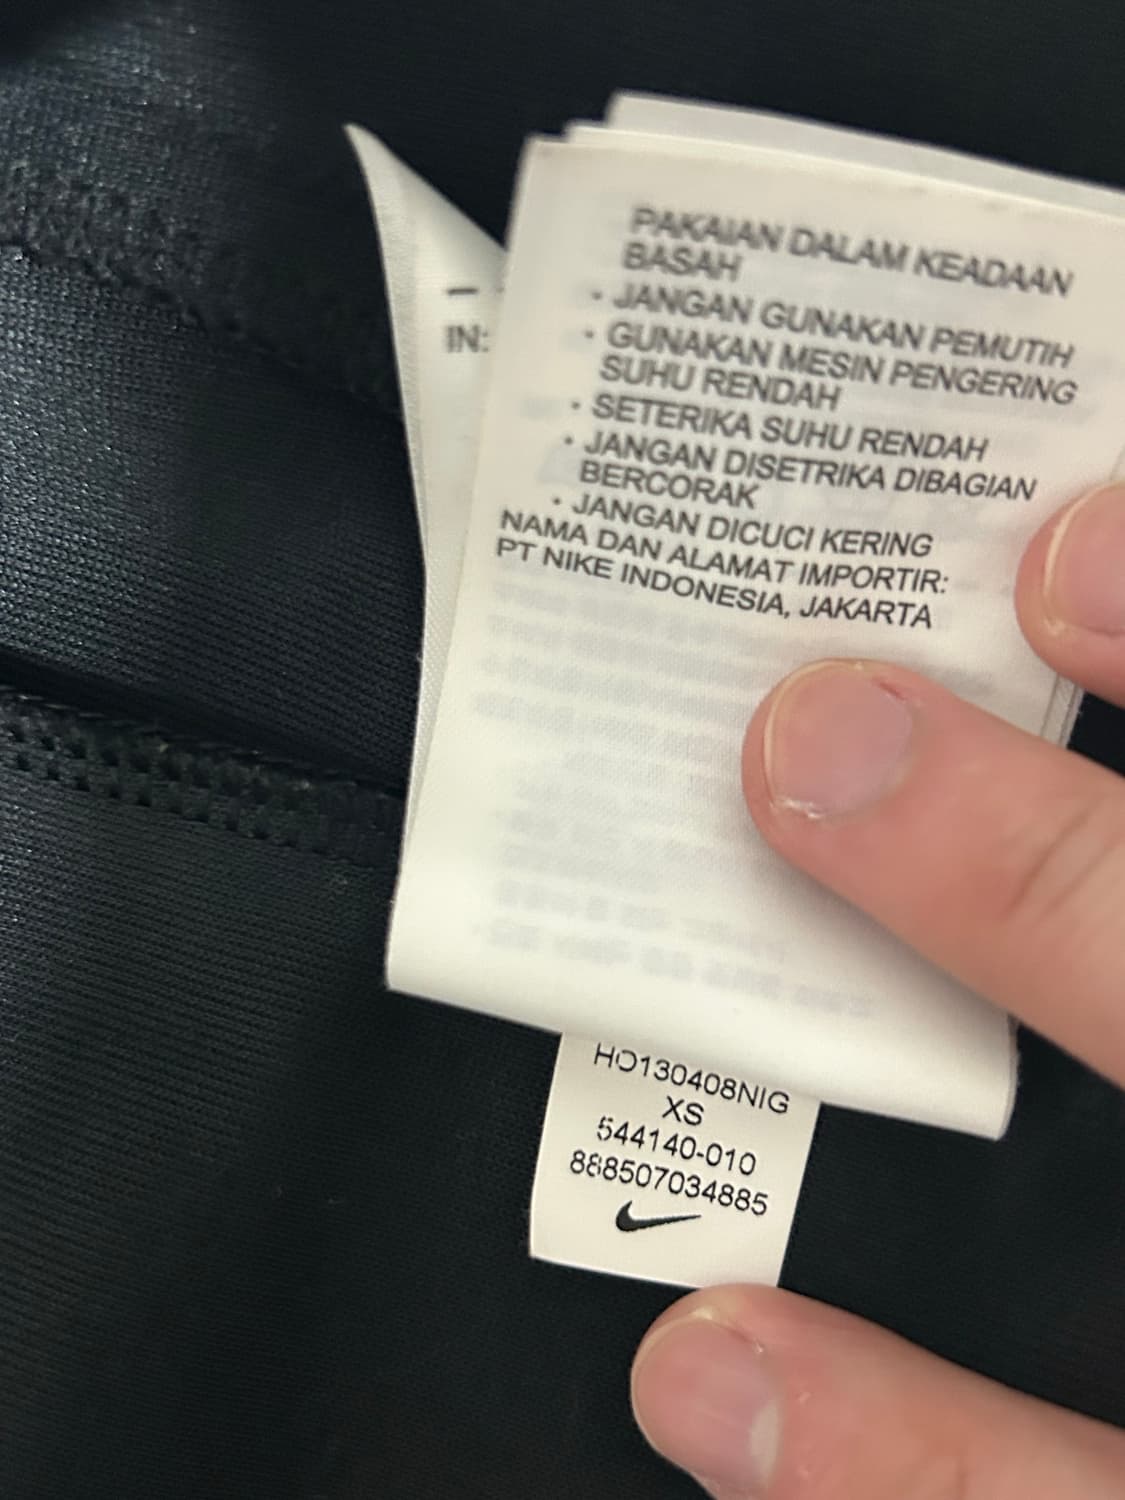 IN:
PAKAIAN DALAM KEADAAN
BASAH
• JANGAN GUNAKAN PEMUTIH
• GUNAKAN MESIN PENGERING
SUHU RENDAH
• SETERIKA SUHU RENDAH
• JANGAN DISETRIKA DIBAGIAN
BERCORAK
• JANGAN DICUCI KERING
NAMA DAN ALAMAT IMPORTIR:
PT NIKE INDONESIA, JAKARTA
HO130408NIG
XS
544140-010
888507034885